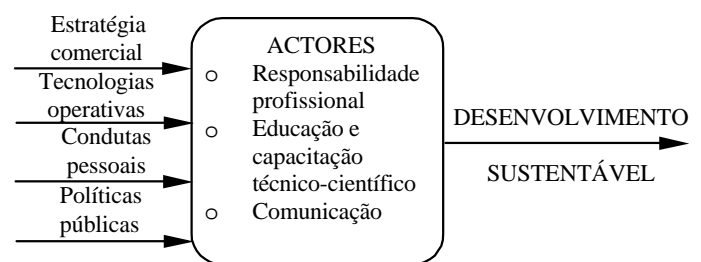 Estratégia
comercial
Tecnologias
operativas
Condutas
pessoais
Políticas
públicas
ACTORES
o Responsabilidade
profissional
o Educação e
capacitação
técnico-científico
o Comunicação
DESENVOLVIMENTO
SUSTENTÁVEL